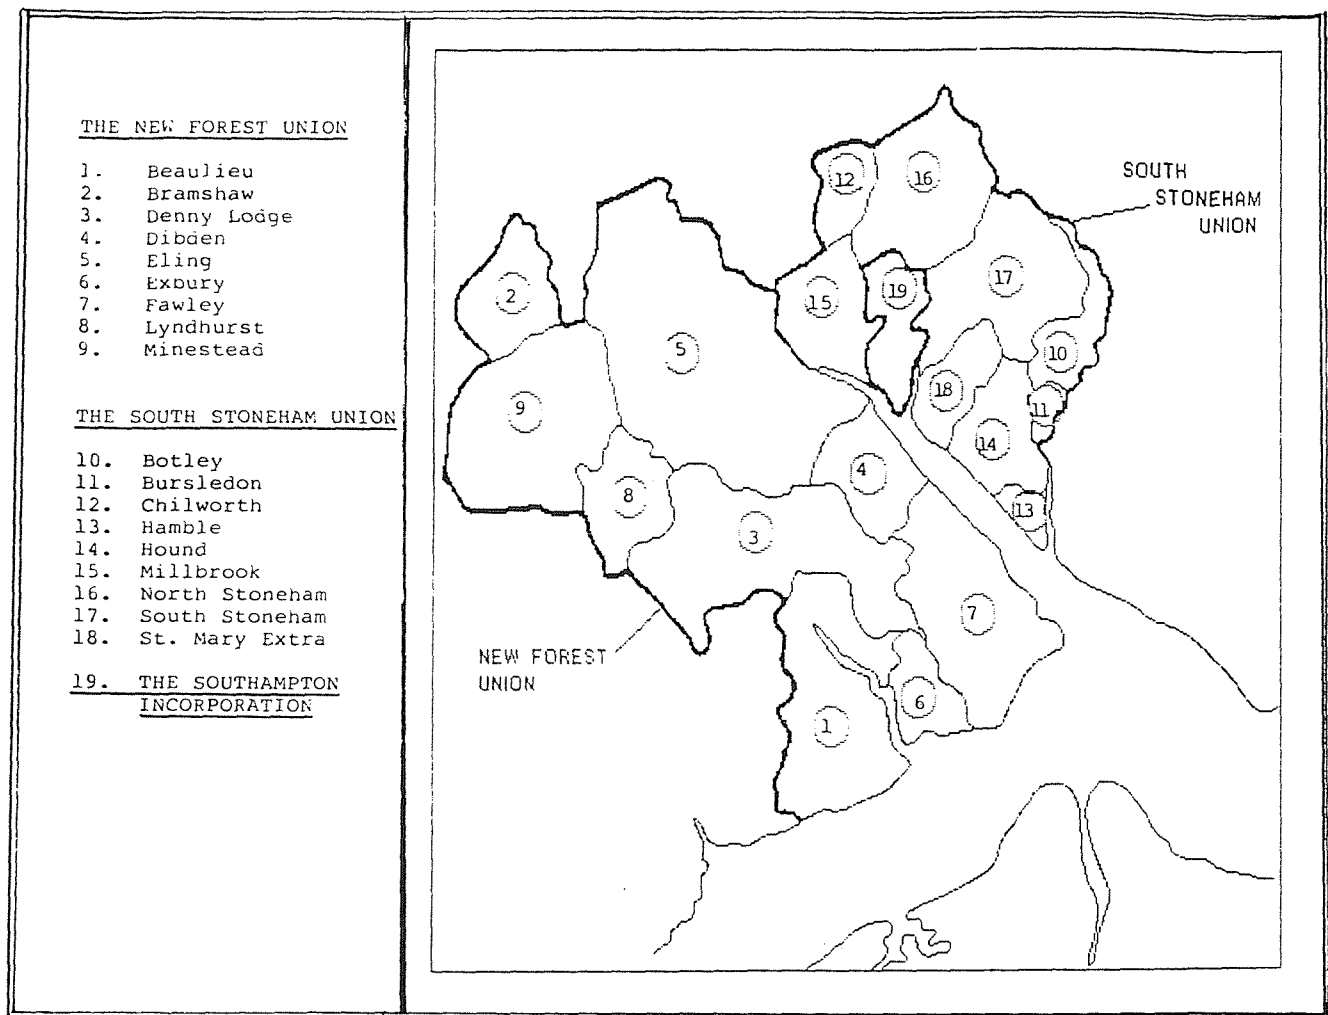 THE NEW FOREST UNION
1. Beaulieu
2. Bramshaw
3. Denny Lodge
4. Dibden
5. Eling
6. Exbury
7. Fawley
8. Lyndhurst
9. Minestead
THE SOUTH STONEHAM UNION
10. Botley
11. Bursledon
12. Chilworth
13. Hamble
14. Hound
15. Millbrook
16. North Stoneham
17. South Stoneham
18. St. Mary Extra
19. THE SOUTHAMPTON
INCORPORATION
12
16
SOUTH
STONEHAM
UNION
2
15
19
17
5
10
9
18
11
14
4
8
13
3
7
NEW FOREST
UNION
6
1